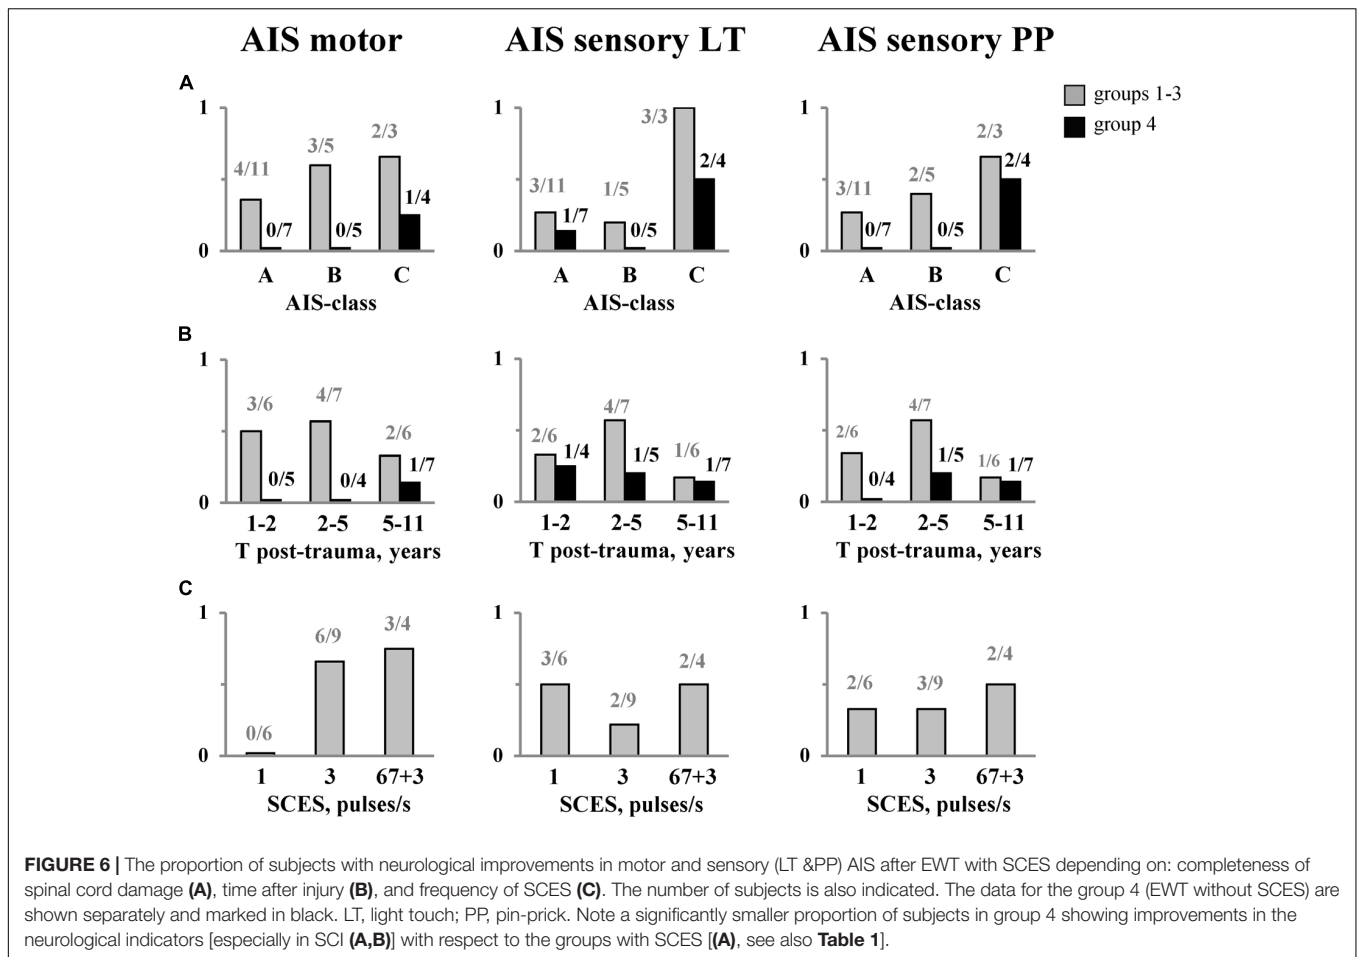 AIS motor AIS sensory LT AIS sensory PP
A
groups 1-3
group 4
1 4/11 0/7 3/5 0/5 2/3 1/4 0
A B C
AIS-class
1 3/11 1/7 1/5 0/5 3/3 2/4 0
A B C
AIS-class
1 3/11 0/7 2/5 0/5 2/3 2/4 0
A B C
AIS-class
B
1 3/6 0/5 4/7 0/4 2/6 1/7 0
1-2 2-5 5-11
T post-trauma, years
1 2/6 1/4 4/7 1/5 1/6 1/7 0
1-2 2-5 5-11
T post-trauma, years
1 2/6 0/4 4/7 1/5 1/6 1/7 0
1-2 2-5 5-11
T post-trauma, years
C
1 0/6 6/9 3/4 0
1 3 67+3
SCES, pulses/s
1 3/6 2/9 2/4 0
1 3 67+3
SCES, pulses/s
1 2/6 3/9 2/4 0
1 3 67+3
SCES, pulses/s
FIGURE 6 | The proportion of subjects with neurological improvements in motor and sensory (LT &PP) AIS after EWT with SCES depending on: completeness of
spinal cord damage (A), time after injury (B), and frequency of SCES (C). The number of subjects is also indicated. The data for the group 4 (EWT without SCES) are
shown separately and marked in black. LT, light touch; PP, pin-prick. Note a significantly smaller proportion of subjects in group 4 showing improvements in the
neurological indicators [especially in SCI (A,B)] with respect to the groups with SCES [(A), see also Table 1].